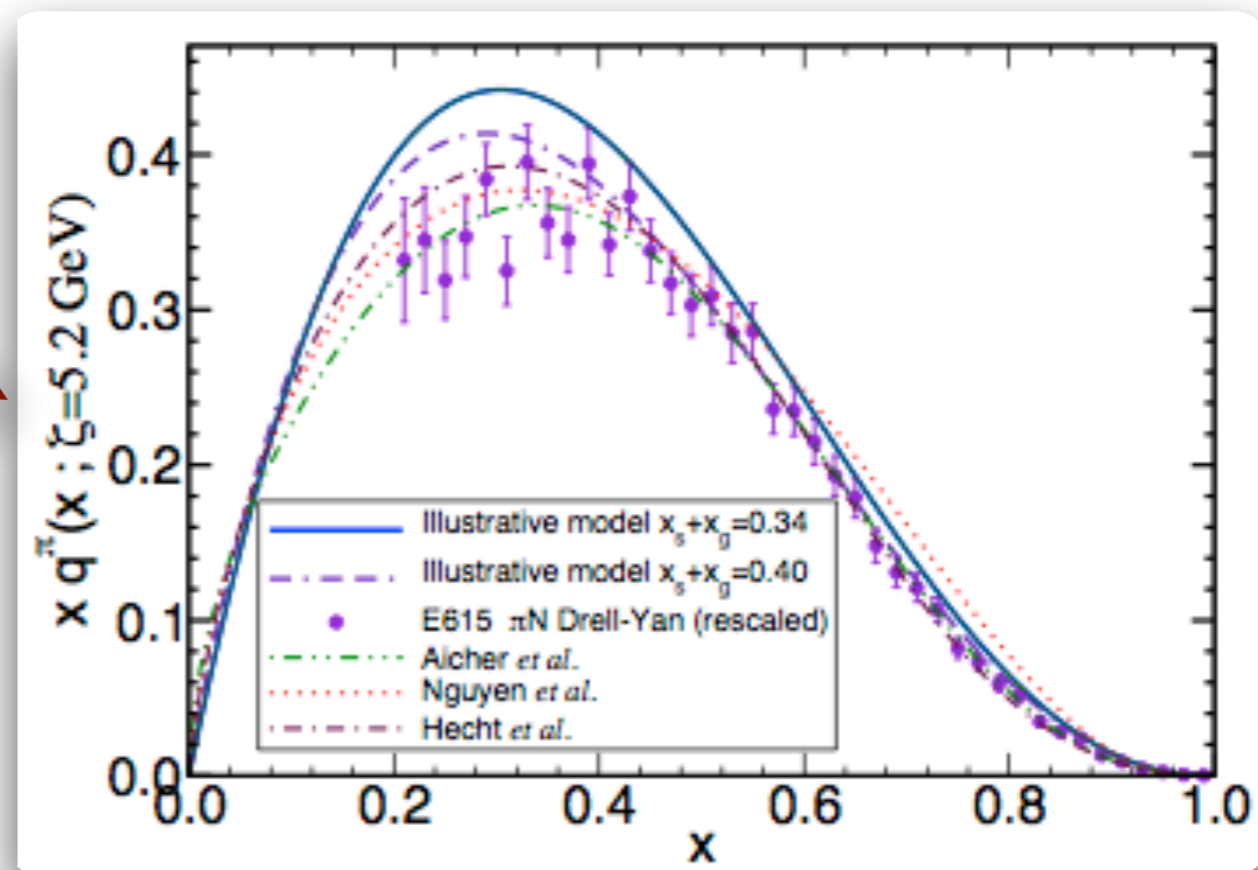 x q^π(x ; ζ=5.2 GeV)
0.4
0.3
0.2
0.1
0.0
Illustrative model x_s+x_g=0.34
Illustrative model x_s+x_g=0.40
E615 πN Drell-Yan (rescaled)
Aicher et al.
Nguyen et al.
Hecht et al.
0.0 0.2 0.4 0.6 0.8 1.0
x